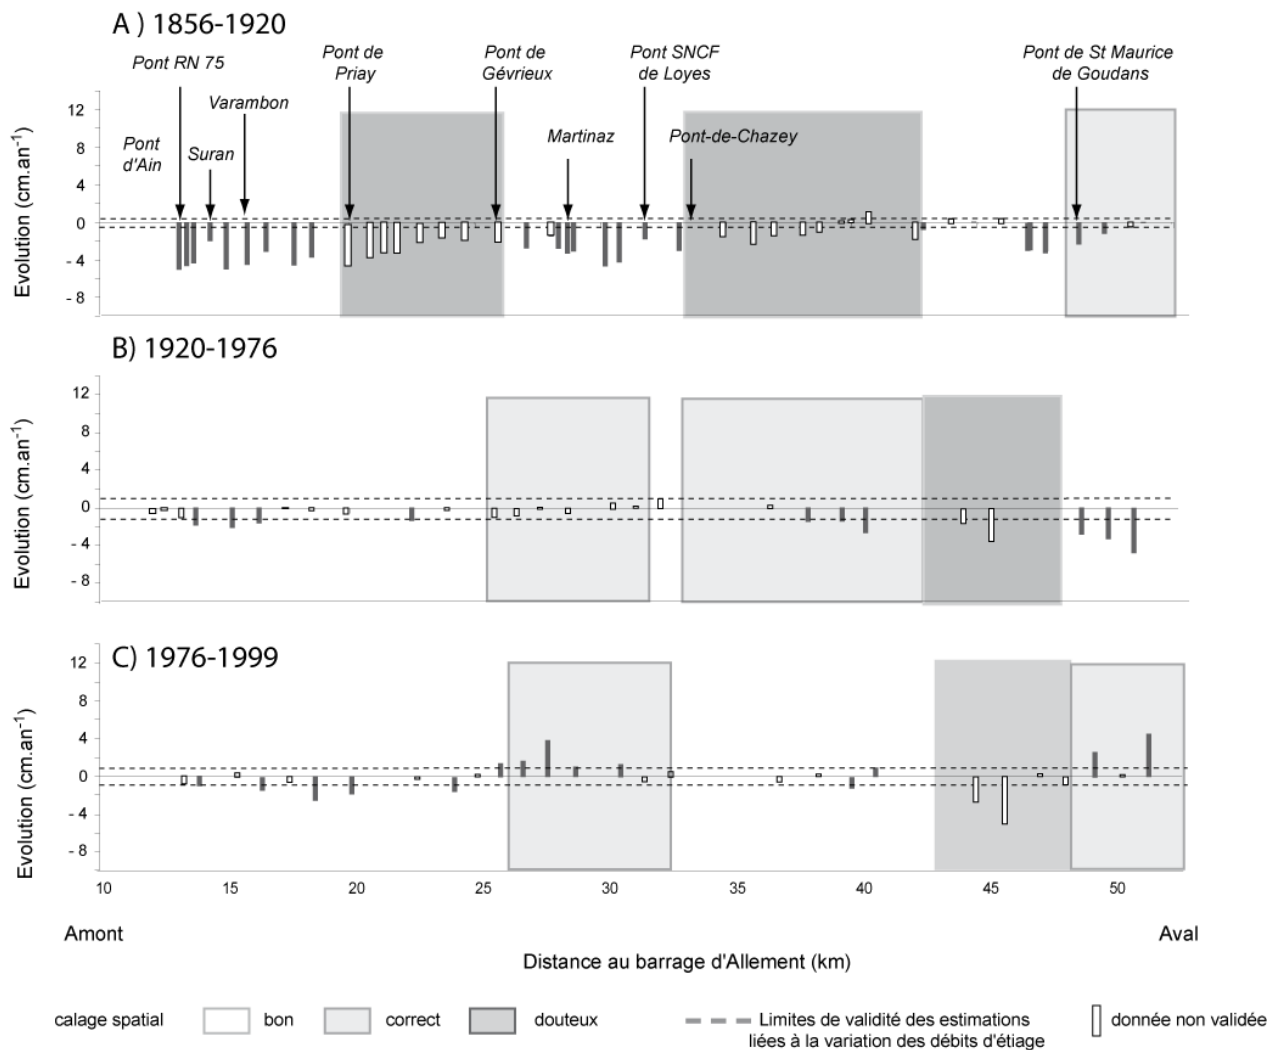 A ) 1856-1920
Pont RN 75
Pont de
Priay
Pont de
Gévrieux
Pont SNCF
de Loyes
Pont de St Maurice
de Goudans
Varambon
Pont
d'Ain
Suran
Martinaz
Pont-de-Chazey
Evolution (cm.an⁻¹)
12
8
4
0
- 4
- 8
B) 1920-1976
Evolution (cm.an⁻¹)
12
8
4
0
- 4
- 8
C) 1976-1999
Evolution (cm.an⁻¹)
12
8
4
0
- 4
- 8
10 15 20 25 30 35 40 45 50
Amont
Aval
Distance au barrage d'Allement (km)
calage spatial
bon
correct
douteux
Limites de validité des estimations
liées à la variation des débits d'étiage
donnée non validée